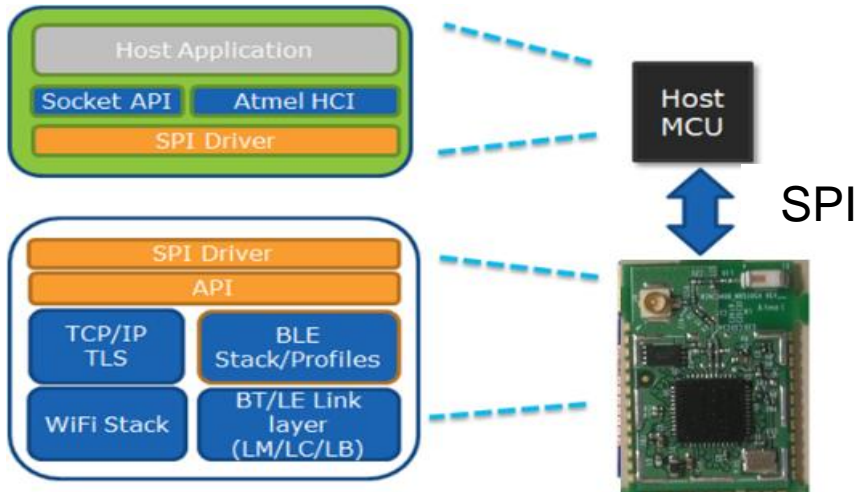 Host Application
Socket API
Atmel HCI
SPI Driver
Host
MCU
SPI
SPI Driver
API
TCP/IP
TLS
BLE
Stack/Profiles
WiFi Stack
BT/LE Link
layer
(LM/LC/LB)